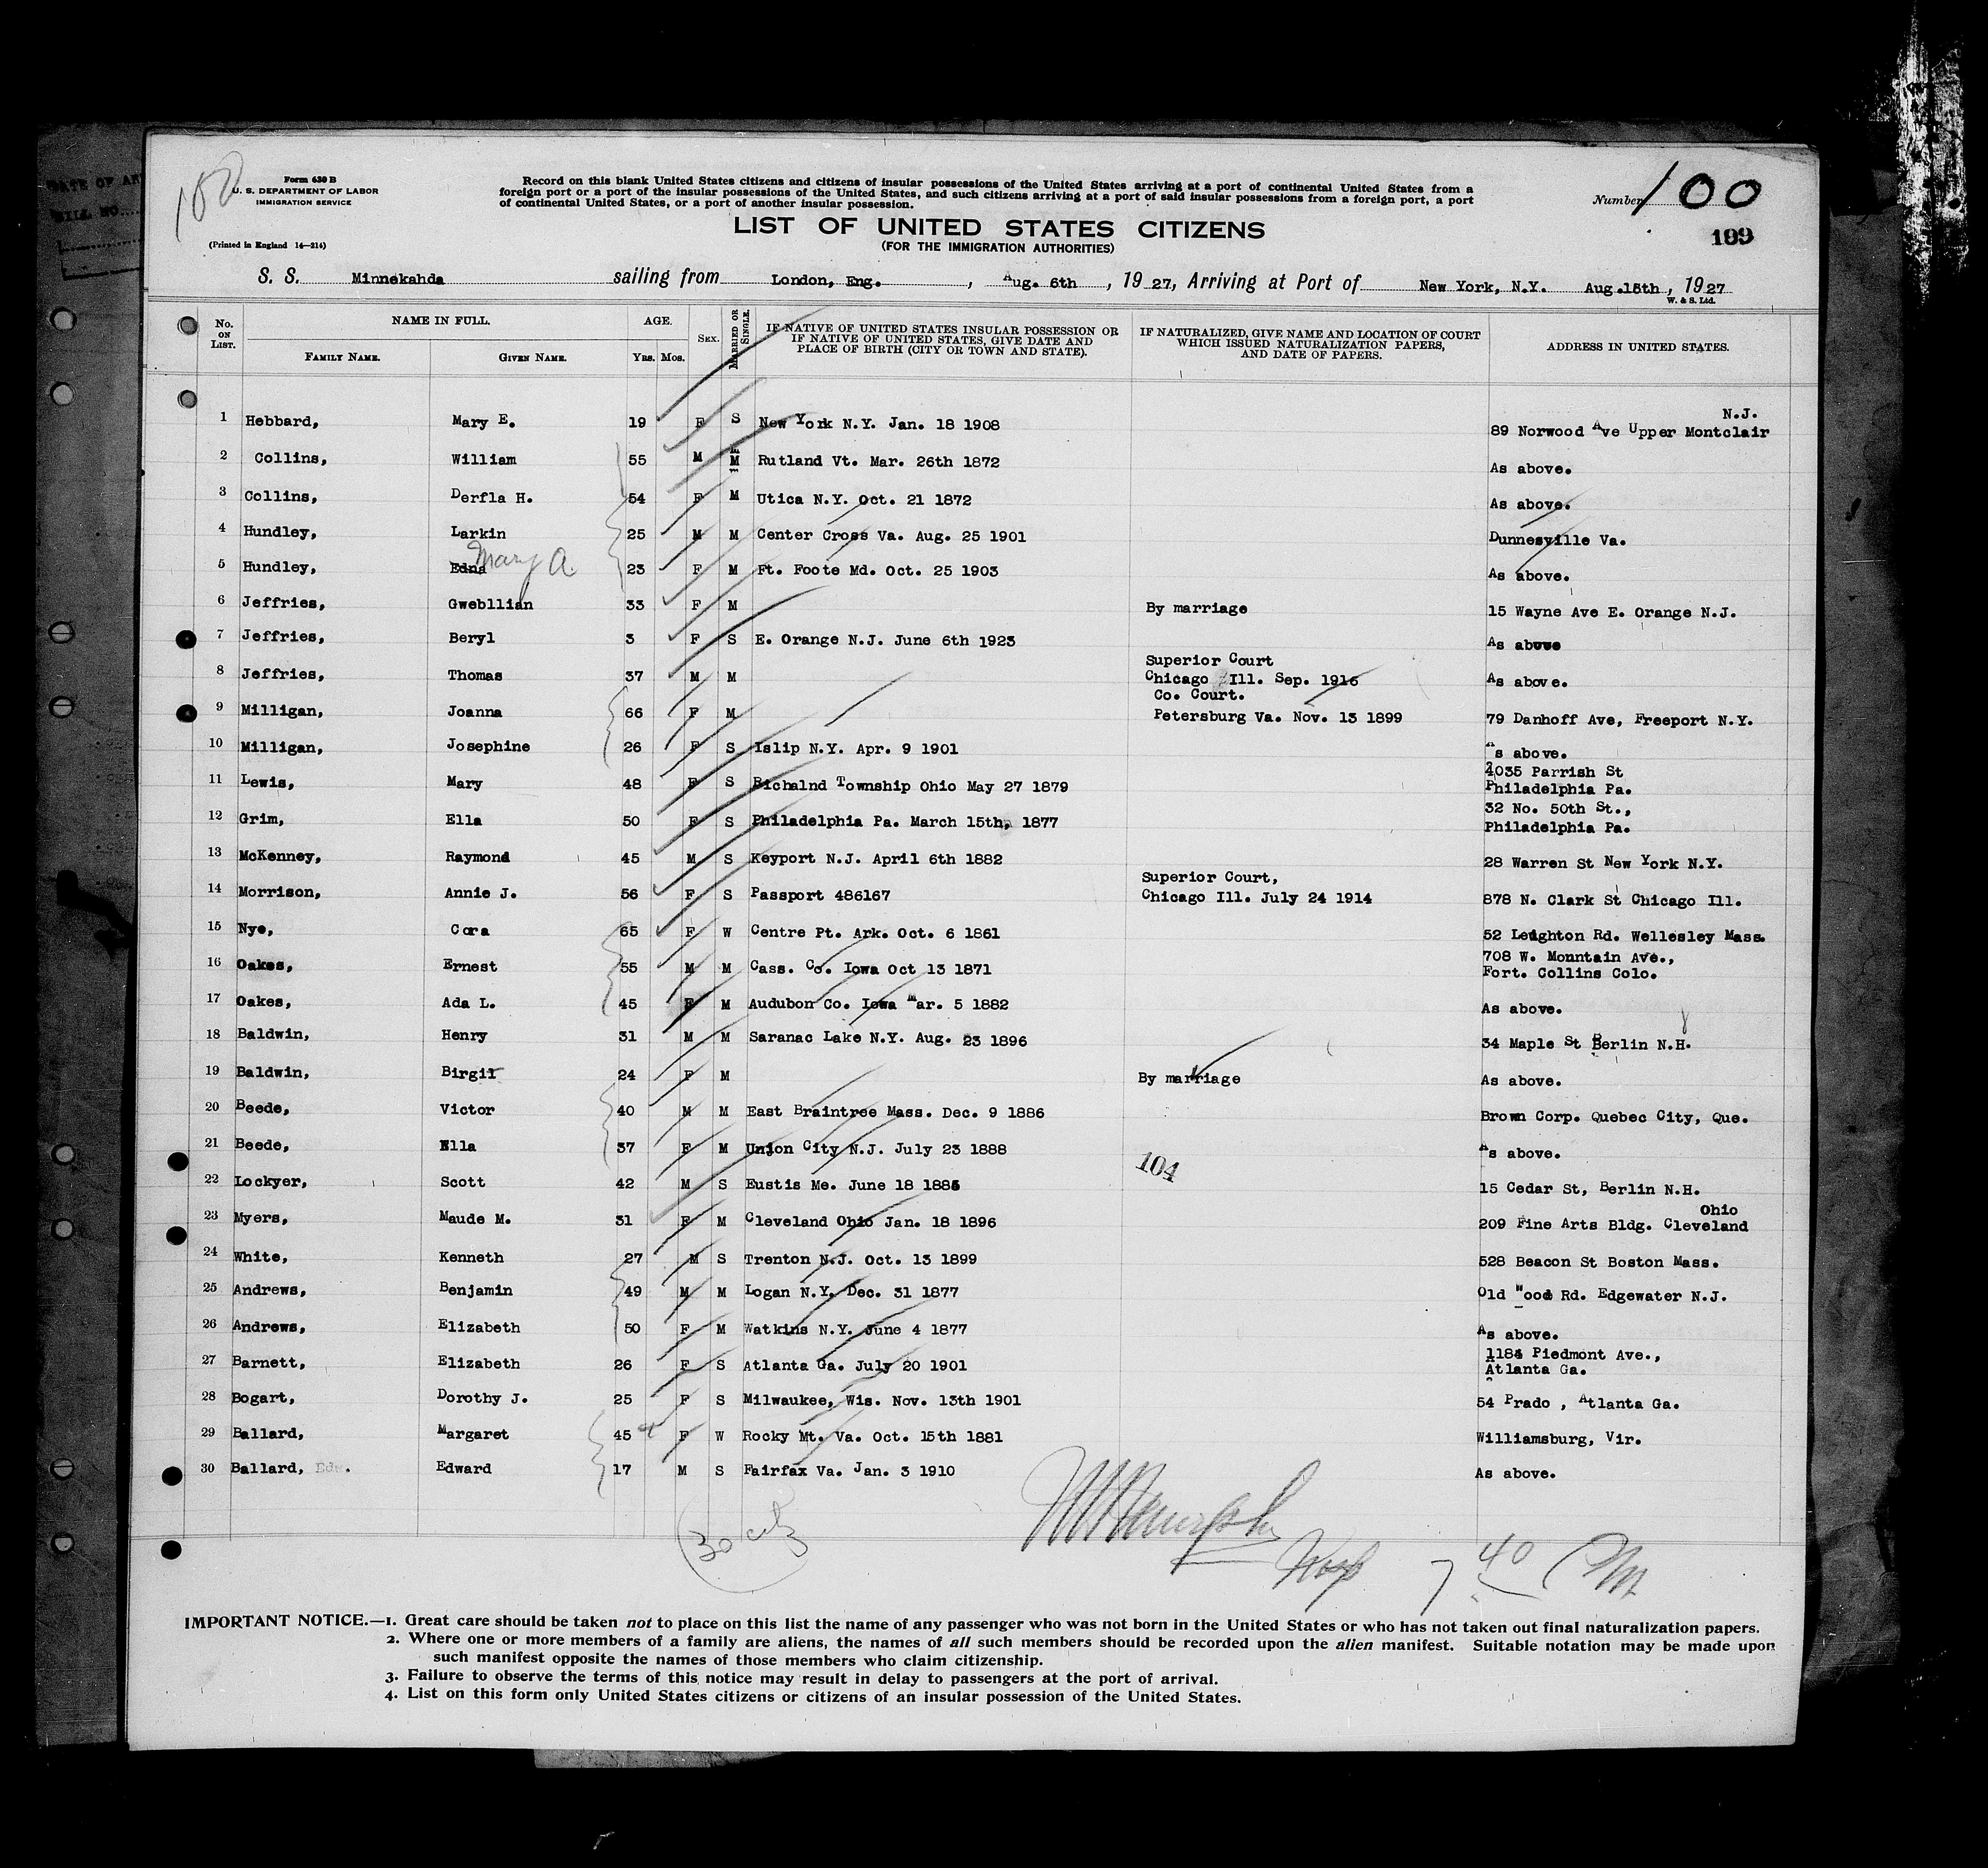 100
Form 630 B
U. S. DEPARTMENT OF LABOR
IMMIGRATION SERVICE
(Printed in England 14—214)
Record on this blank United States citizens and citizens of insular possessions of the United States arriving at a port of continental United States from a
foreign port or a port of the insular possessions of the United States, and such citizens arriving at a port of said insular possessions from a foreign port, a port
of continental United States, or a port of another insular possession.
Number 100
109
LIST OF UNITED STATES CITIZENS
(FOR THE IMMIGRATION AUTHORITIES)
S. S. Minnekahda sailing from London, Eng. , Aug. 6th , 19 27, Arriving at Port of New York, N.Y. Aug.15th , 19 27
W. & S. Ltd.
No. ON LIST. NAME IN FULL. FAMILY NAME. GIVEN NAME. AGE. YRS. MOS. SEX. MARRIED OR SINGLE. IF NATIVE OF UNITED STATES INSULAR POSSESSION OR IF NATIVE OF UNITED STATES, GIVE DATE AND PLACE OF BIRTH (CITY OR TOWN AND STATE). IF NATURALIZED, GIVE NAME AND LOCATION OF COURT WHICH ISSUED NATURALIZATION PAPERS, AND DATE OF PAPERS. ADDRESS IN UNITED STATES.
1 Hebbard, Mary E. 19 F S New York N.Y. Jan. 18 1908 89 Norwood Ave Upper Montclair N.J.
2 Collins, William 55 M M Rutland Vt. Mar. 26th 1872 As above.
3 Collins, Derfla H. 54 F M Utica N.Y. Oct. 21 1872 As above.
4 Hundley, Larkin 25 M M Center Cross Va. Aug. 25 1901 Dunnesville Va.
5 Hundley, Edna Mary A. 23 F M Ft. Foote Md. Oct. 25 1903 As above.
6 Jeffries, Gwebllian 33 F M By marriage 15 Wayne Ave E. Orange N.J.
7 Jeffries, Beryl 3 F S E. Orange N.J. June 6th 1923 As above
8 Jeffries, Thomas 37 M M Superior Court Chicago Ill. Sep. 1916 As above.
9 Milligan, Joanna 66 F M Co. Court. Petersburg Va. Nov. 13 1899 79 Danhoff Ave, Freeport N.Y.
10 Milligan, Josephine 26 F S Islip N.Y. Apr. 9 1901 As above.
11 Lewis, Mary 48 F S Richalnd Township Ohio May 27 1879 4035 Parrish St Philadelphia Pa.
12 Grim, Ella 50 F S Philadelphia Pa. March 15th, 1877 32 No. 50th St., Philadelphia Pa.
13 McKenney, Raymond 45 M S Keyport N.J. April 6th 1882 28 Warren St New York N.Y.
14 Morrison, Annie J. 56 F S Passport 486167 Superior Court, Chicago Ill. July 24 1914 878 N. Clark St Chicago Ill.
15 Nye, Cora 65 F W Centre Pt. Ark. Oct. 6 1861 52 Leighton Rd. Wellesley Mass.
16 Oakes, Ernest 55 M M Cass. Co. Iowa Oct 13 1871 708 W. Monntain Ave., Fort. Collins Colo.
17 Oakes, Ada L. 45 F M Audubon Co. Iowa Mar. 5 1882 As above.
18 Baldwin, Henry 31 M M Saranac Lake N.Y. Aug. 23 1896 34 Maple St Berlin N.H.
19 Baldwin, Birgit 24 F M By marriage As above.
20 Beede, Victor 40 M M East Braintree Mass. Dec. 9 1886 Brown Corp. Quebec City, Que.
21 Beede, Ella 37 F M Union City N.J. July 23 1888 As above.
104
22 Lockyer, Scott 42 M S Eustis Me. June 18 1885 15 Cedar St, Berlin N.H.
23 Myers, Maude M. 31 F M Cleveland Ohio Jan. 18 1896 209 Fine Arts Bldg. Cleveland Ohio
24 White, Kenneth 27 M S Trenton N.J. Oct. 13 1899 528 Beacon St Boston Mass.
25 Andrews, Benjamin 49 M M Logan N.Y. Dec. 31 1877 Old Wood Rd. Edgewater N.J.
26 Andrews, Elizabeth 50 F M Watkins N.Y. June 4 1877 As above.
27 Barnett, Elizabeth 26 F S Atlanta Ga. July 20 1901 1184 Piedmont Ave., Atlanta Ga.
28 Bogart, Dorothy J. 25 F S Milwaukee, Wis. Nov. 13th 1901 54 Prado , Atlanta Ga.
29 Ballard, Margaret 45 F W Rocky Mt. Va. Oct. 15th 1881 Williamsburg, Vir.
30 Ballard, Edward 17 M S Fairfax Va. Jan. 3 1910 As above.
7 40 PM
IMPORTANT NOTICE.—1. Great care should be taken not to place on this list the name of any passenger who was not born in the United States or who has not taken out final naturalization papers.
2. Where one or more members of a family are aliens, the names of all such members should be recorded upon the alien manifest. Suitable notation may be made upon
such manifest opposite the names of those members who claim citizenship.
3. Failure to observe the terms of this notice may result in delay to passengers at the port of arrival.
4. List on this form only United States citizens or citizens of an insular possession of the United States.